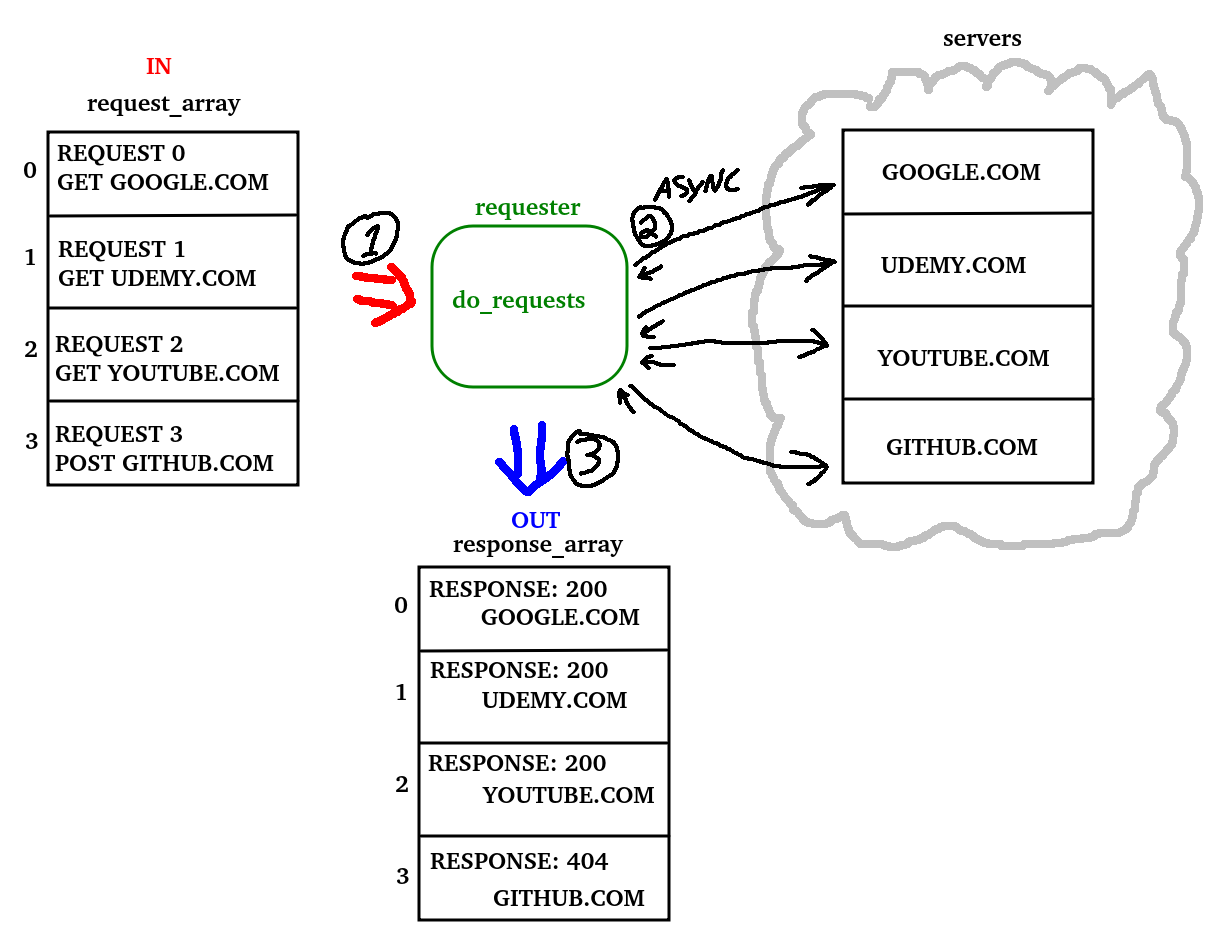 IN
request_array
0
REQUEST 0
GET GOOGLE.COM
1
REQUEST 1
GET UDEMY.COM
2
REQUEST 2
GET YOUTUBE.COM
3
REQUEST 3
POST GITHUB.COM
1
requester
do_requests
2
ASYNC
servers
GOOGLE.COM
UDEMY.COM
YOUTUBE.COM
GITHUB.COM
3
OUT
response_array
0
RESPONSE: 200
GOOGLE.COM
1
RESPONSE: 200
UDEMY.COM
2
RESPONSE: 200
YOUTUBE.COM
3
RESPONSE: 404
GITHUB.COM